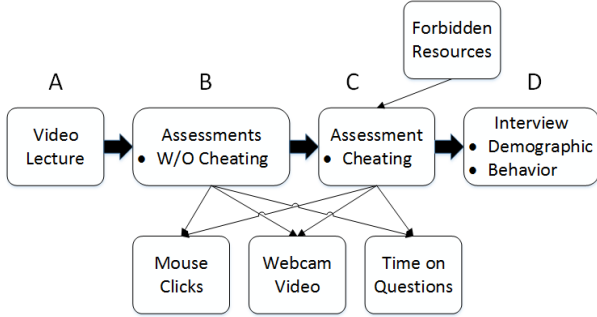 Forbidden
Resources
A
B
C
D
Video
Lecture
Assessments
• W/O Cheating
Assessment
• Cheating
Interview
• Demographic
• Behavior
Mouse
Clicks
Webcam
Video
Time on
Questions